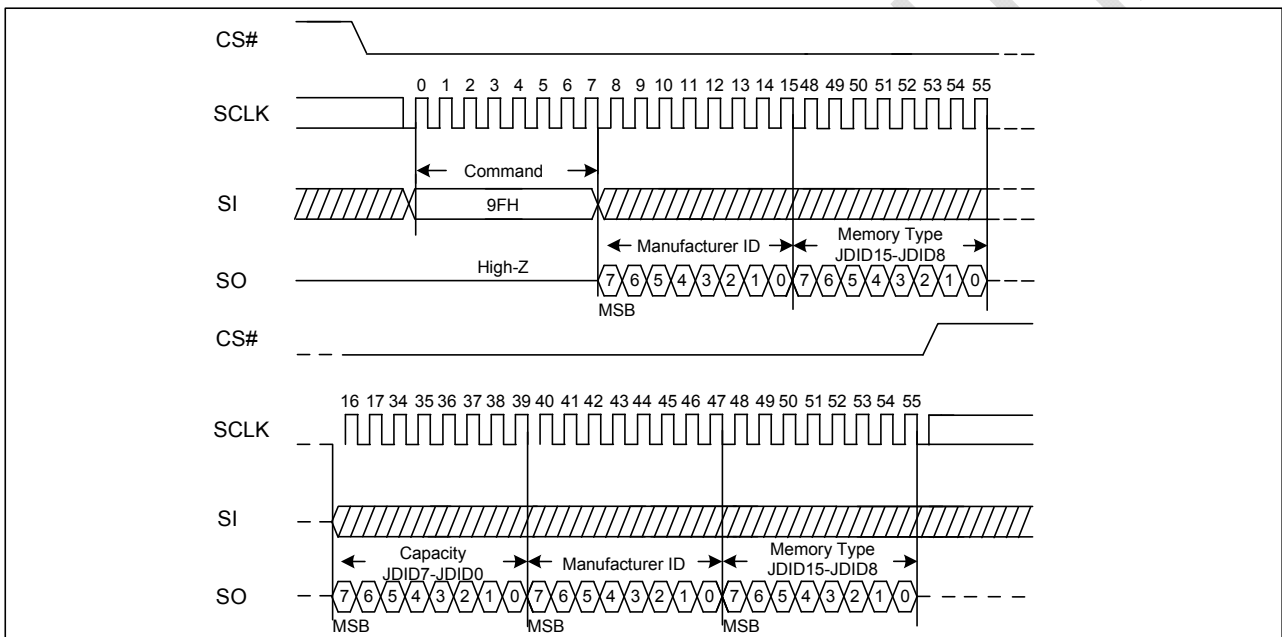 CS#
0 1 2 3 4 5 6 7 8 9 10 11 12 13 14 15 48 49 50 51 52 53 54 55
SCLK
Command
SI
9FH
Manufacturer ID
Memory Type
JDID15-JDID8
High-Z
SO
7 6 5 4 3 2 1 0 7 6 5 4 3 2 1 0
MSB
CS#
16 17 34 35 36 37 38 39 40 41 42 43 44 45 46 47 48 49 50 51 52 53 54 55
SCLK
SI
Capacity
JDID7-JDID0
Manufacturer ID
Memory Type
JDID15-JDID8
SO
7 6 5 4 3 2 1 0 7 6 5 4 3 2 1 0 7 6 5 4 3 2 1 0
MSB MSB MSB